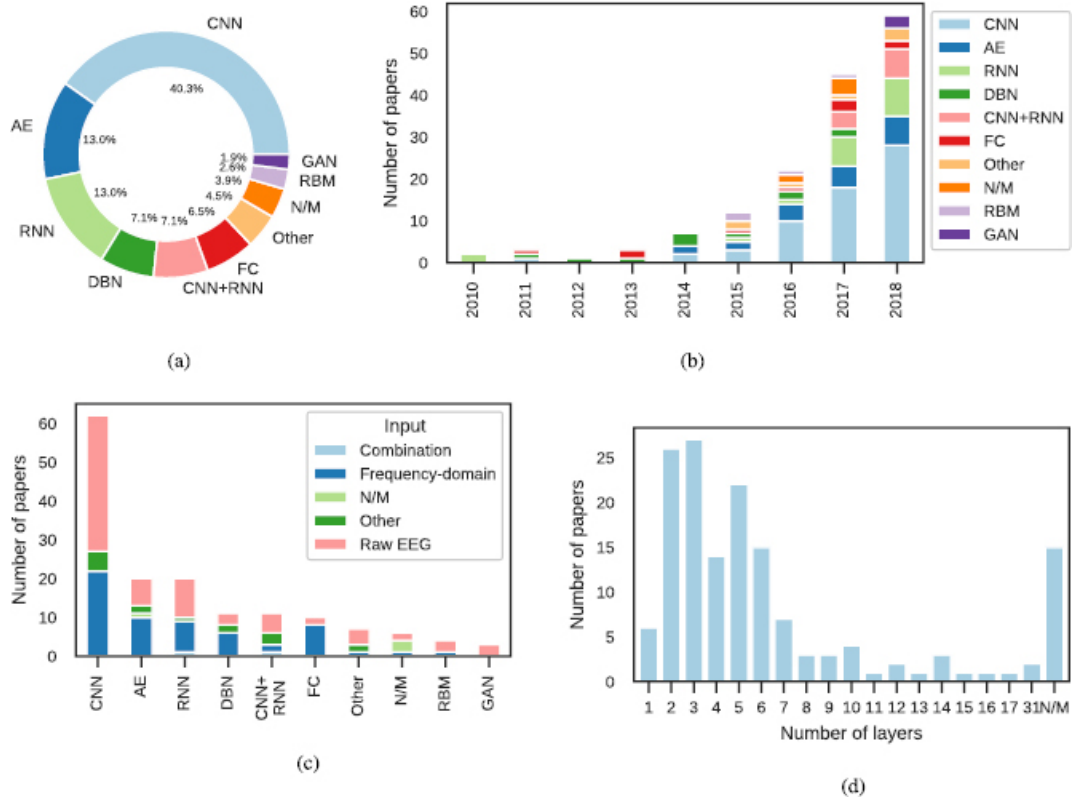 CNN
40.3%
AE
13.0%
RNN
13.0%
DBN
7.1%
CNN+RNN
7.1%
FC
6.5%
Other
4.5%
N/M
3.9%
RBM
2.6%
GAN
1.9%
(a)
Number of papers
60
50
40
30
20
10
0
2010
2011
2012
2013
2014
2015
2016
2017
2018
CNN
AE
RNN
DBN
CNN+RNN
FC
Other
N/M
RBM
GAN
(b)
Number of papers
60
50
40
30
20
10
0
CNN
AE
RNN
DBN
CNN+
RNN
FC
Other
N/M
RBM
GAN
Input
Combination
Frequency-domain
N/M
Other
Raw EEG
(c)
Number of papers
25
20
15
10
5
0
1 2 3 4 5 6 7 8 9 10 11 12 13 14 15 16 17 31 N/M
Number of layers
(d)